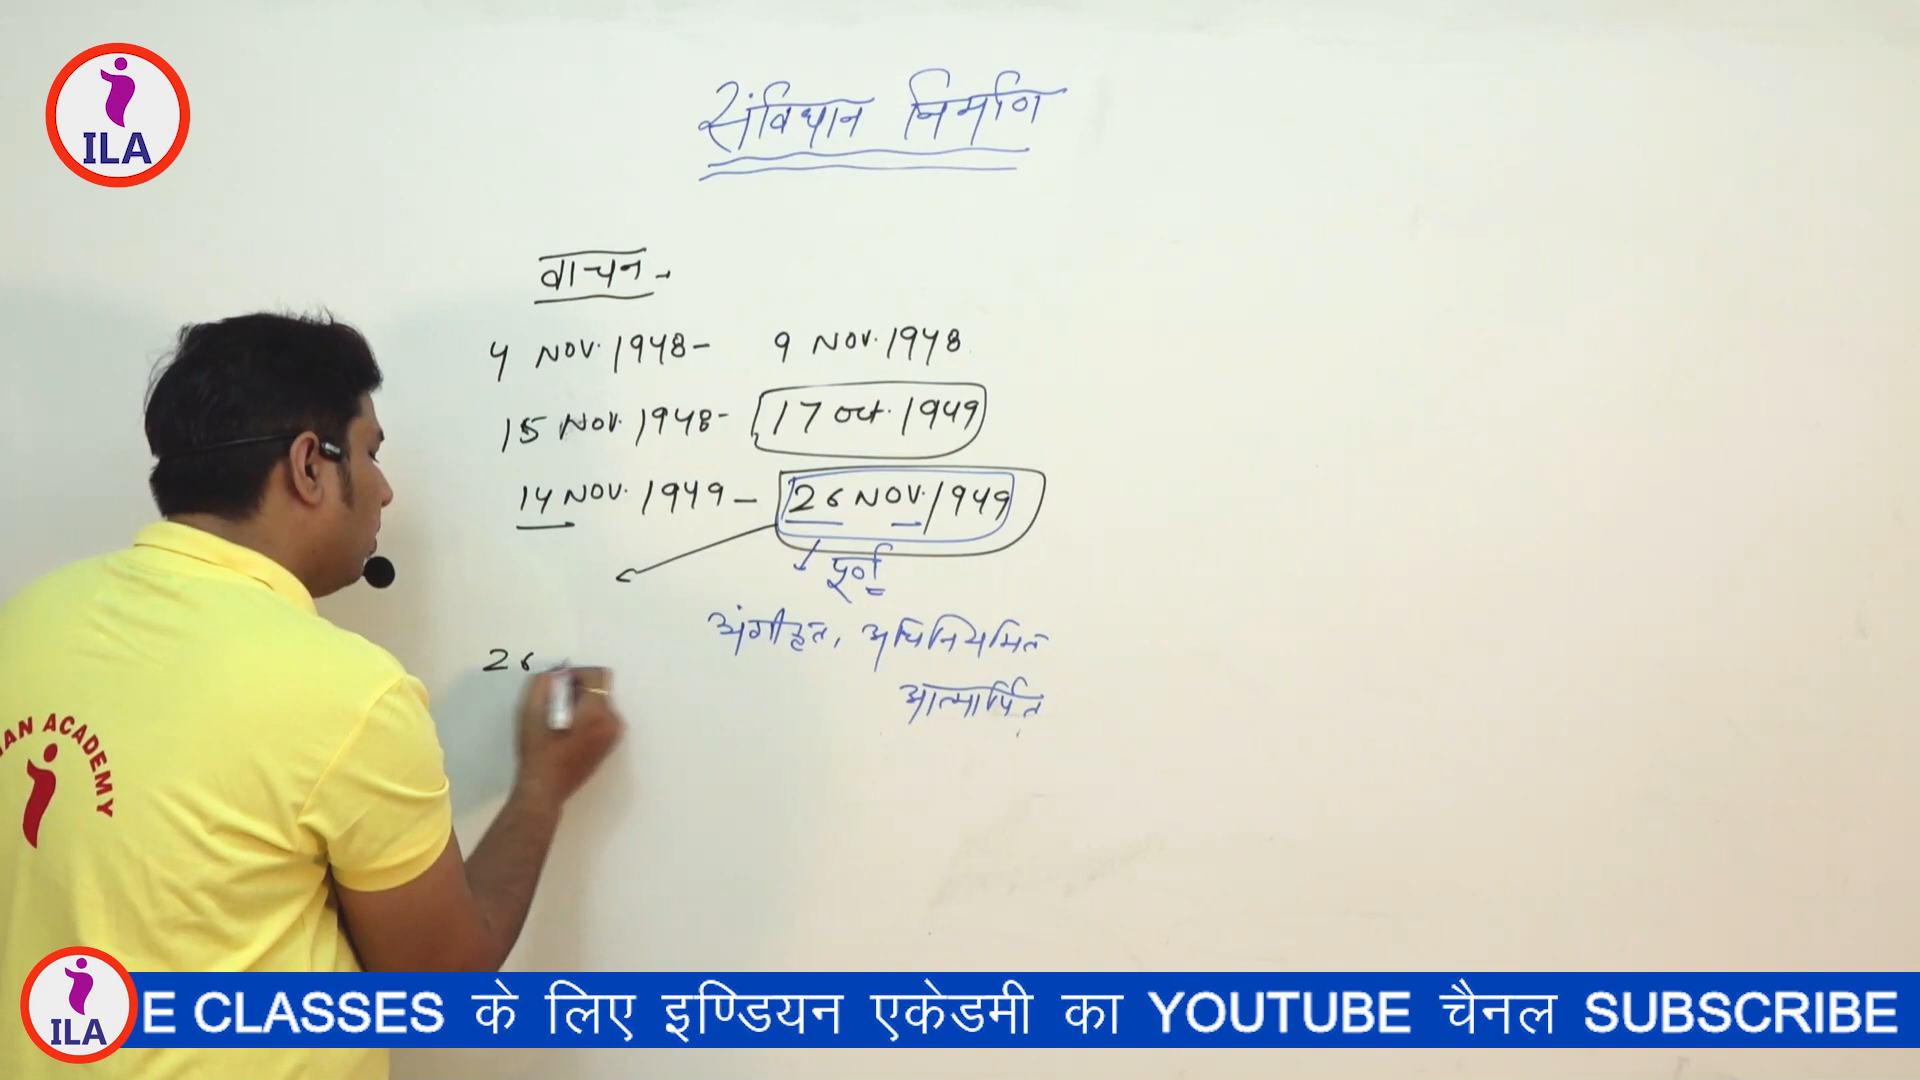 ILA
संविधान निर्माण
वाचन -
4 NOV. 1948 - 9 NOV. 1948
15 NOV. 1948 - 17 Oct. 1949
14 NOV. 1949 - 26 NOV. 1949
पूर्ण
अंगीकृत, अधिनियमित
26
आत्मार्पित
AN ACADEMY
ILA
E CLASSES के लिए इण्डियन एकेडमी का YOUTUBE चैनल SUBSCRIBE